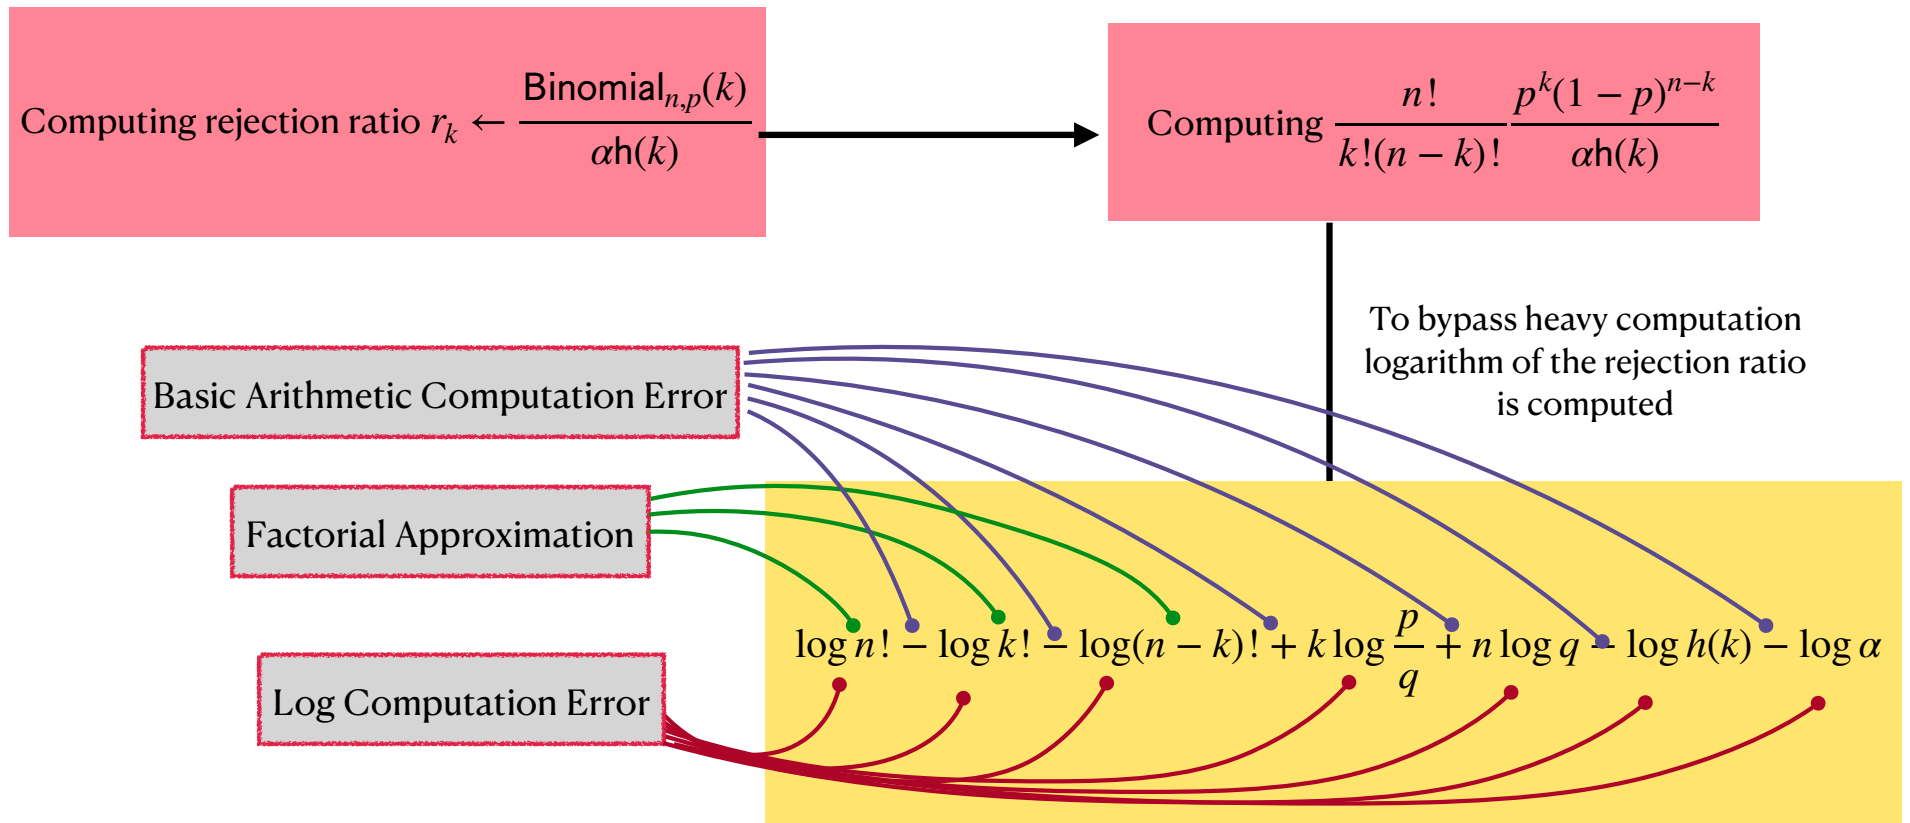 Computing rejection ratio r_k ← Binomial_{n,p}(k) / αh(k)
Computing n! / k!(n − k)! p^k(1 − p)^{n−k} / αh(k)
To bypass heavy computation
logarithm of the rejection ratio
is computed
Basic Arithmetic Computation Error
Factorial Approximation
Log Computation Error
log n! − log k! − log(n − k)! + k log p/q + n log q − log h(k) − log α